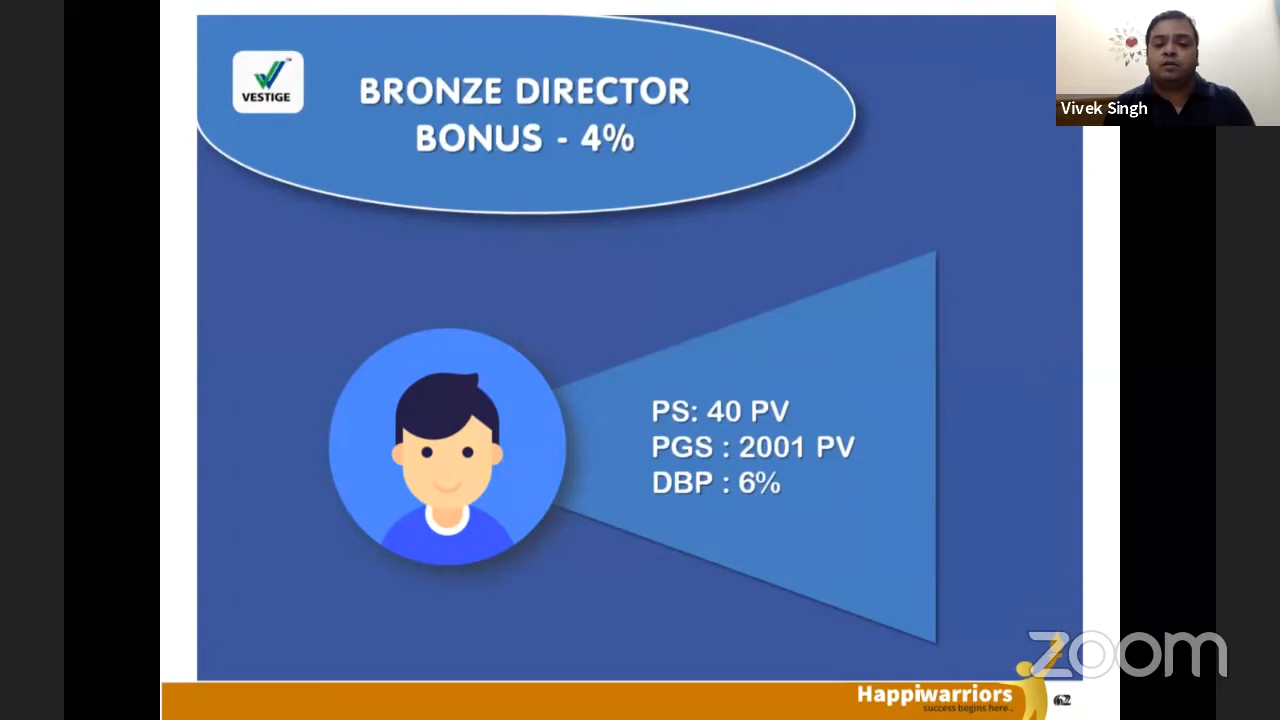 VESTIGE
BRONZE DIRECTOR
BONUS - 4%
Vivek Singh
PS: 40 PV
PGS : 2001 PV
DBP : 6%
zoom
Happiwarriors
success begins here..
62